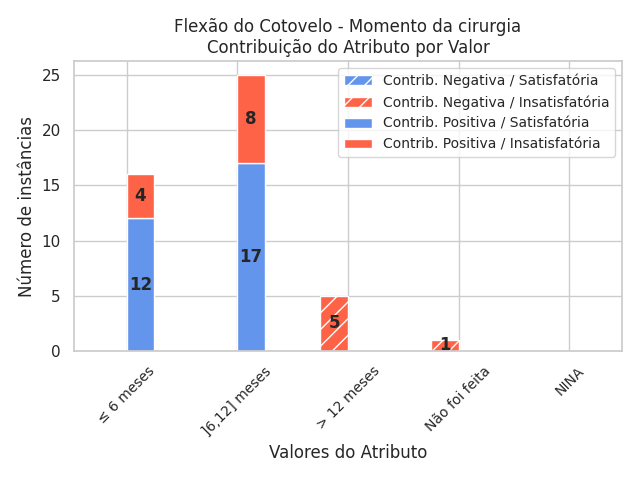 Flexão do Cotovelo - Momento da cirurgia
Contribuição do Atributo por Valor
Contrib. Negativa / Satisfatória
Contrib. Negativa / Insatisfatória
Contrib. Positiva / Satisfatória
Contrib. Positiva / Insatisfatória
Número de instâncias
25
20
15
10
5
0
4
12
8
17
5
1
≤ 6 meses
]6,12] meses
> 12 meses
Não foi feita
NINA
Valores do Atributo